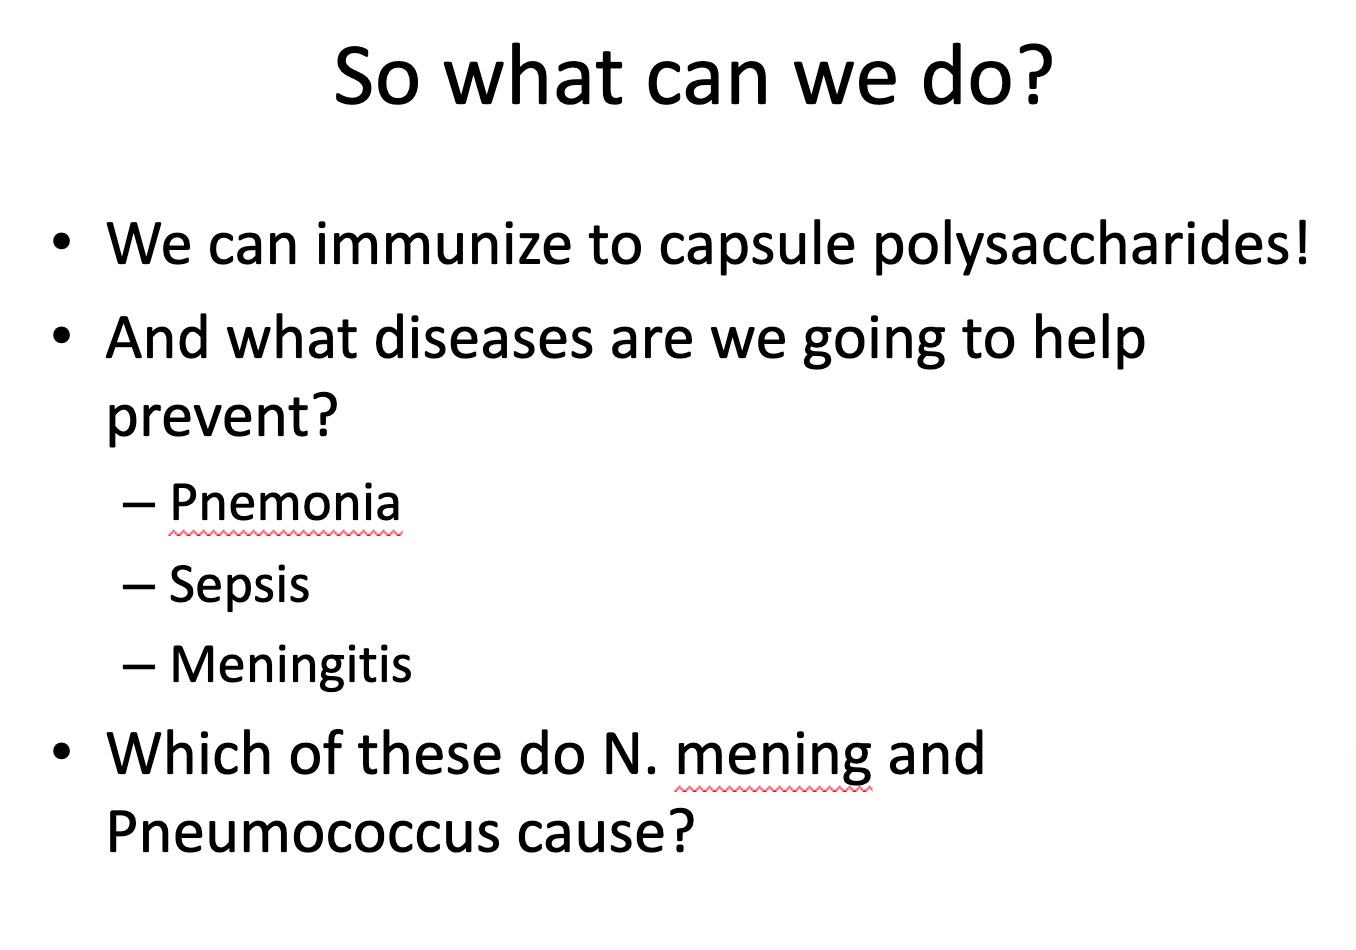 So what can we do?
• We can immunize to capsule polysaccharides!
• And what diseases are we going to help
prevent?
– Pnemonia
– Sepsis
– Meningitis
• Which of these do N. mening and
Pneumococcus cause?